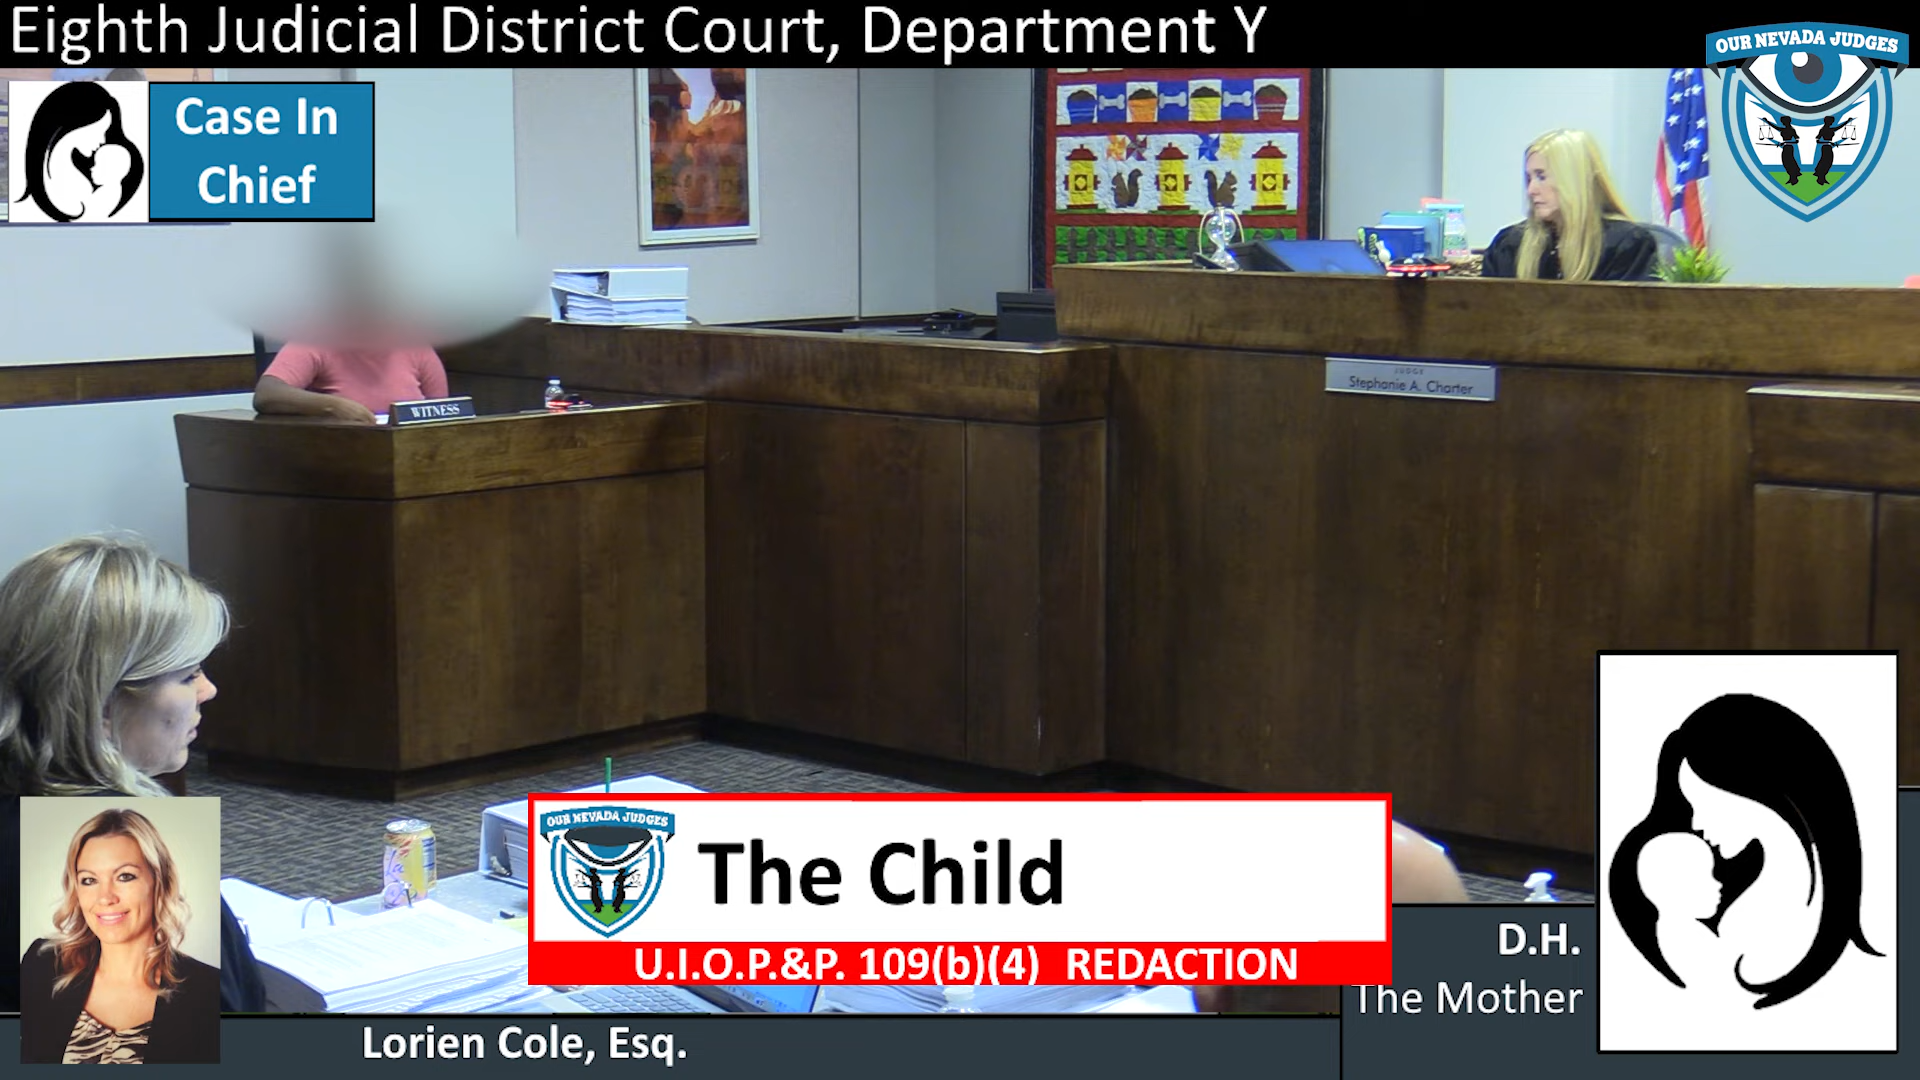 Eighth Judicial District Court, Department Y
OUR NEVADA JUDGES
Case In
Chief
WITNESS
JUDGE
Stephanie A. Charter
OUR NEVADA JUDGES
The Child
U.I.O.P.&P. 109(b)(4) REDACTION
D.H.
The Mother
Lorien Cole, Esq.